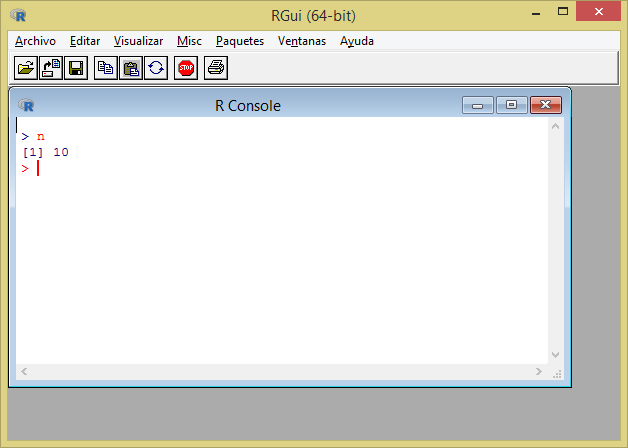 RGui (64-bit)
Archivo Editar Visualizar Misc Paquetes Ventanas Ayuda
STOP
R Console
> n
[1] 10
>